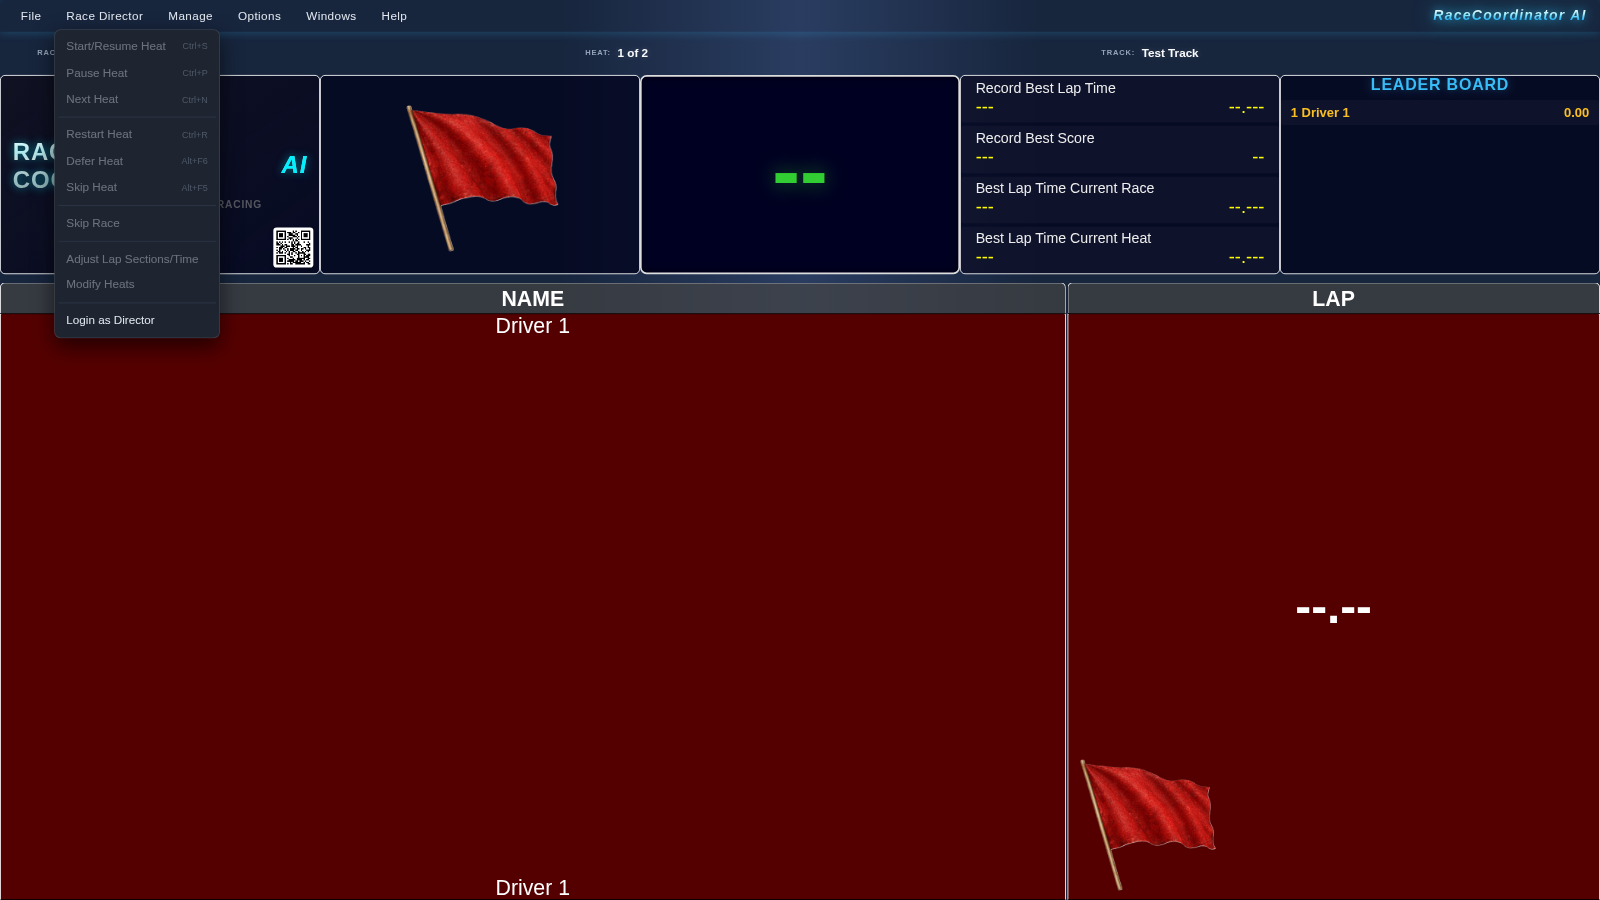 File Race Director Manage Options Windows Help RaceCoordinator AI
HEAT: 1 of 2 TRACK: Test Track
Start/Resume Heat Ctrl+S
Pause Heat Ctrl+P
Next Heat Ctrl+N
Restart Heat Ctrl+R
Defer Heat Alt+F6
Skip Heat Alt+F5
Skip Race
Adjust Lap Sections/Time
Modify Heats
Login as Director
AI
RACING
--
Record Best Lap Time
--- --.---
Record Best Score
--- --
Best Lap Time Current Race
--- --.---
Best Lap Time Current Heat
--- --.---
LEADER BOARD
1 Driver 1 0.00
NAME LAP
Driver 1
--.--
Driver 1